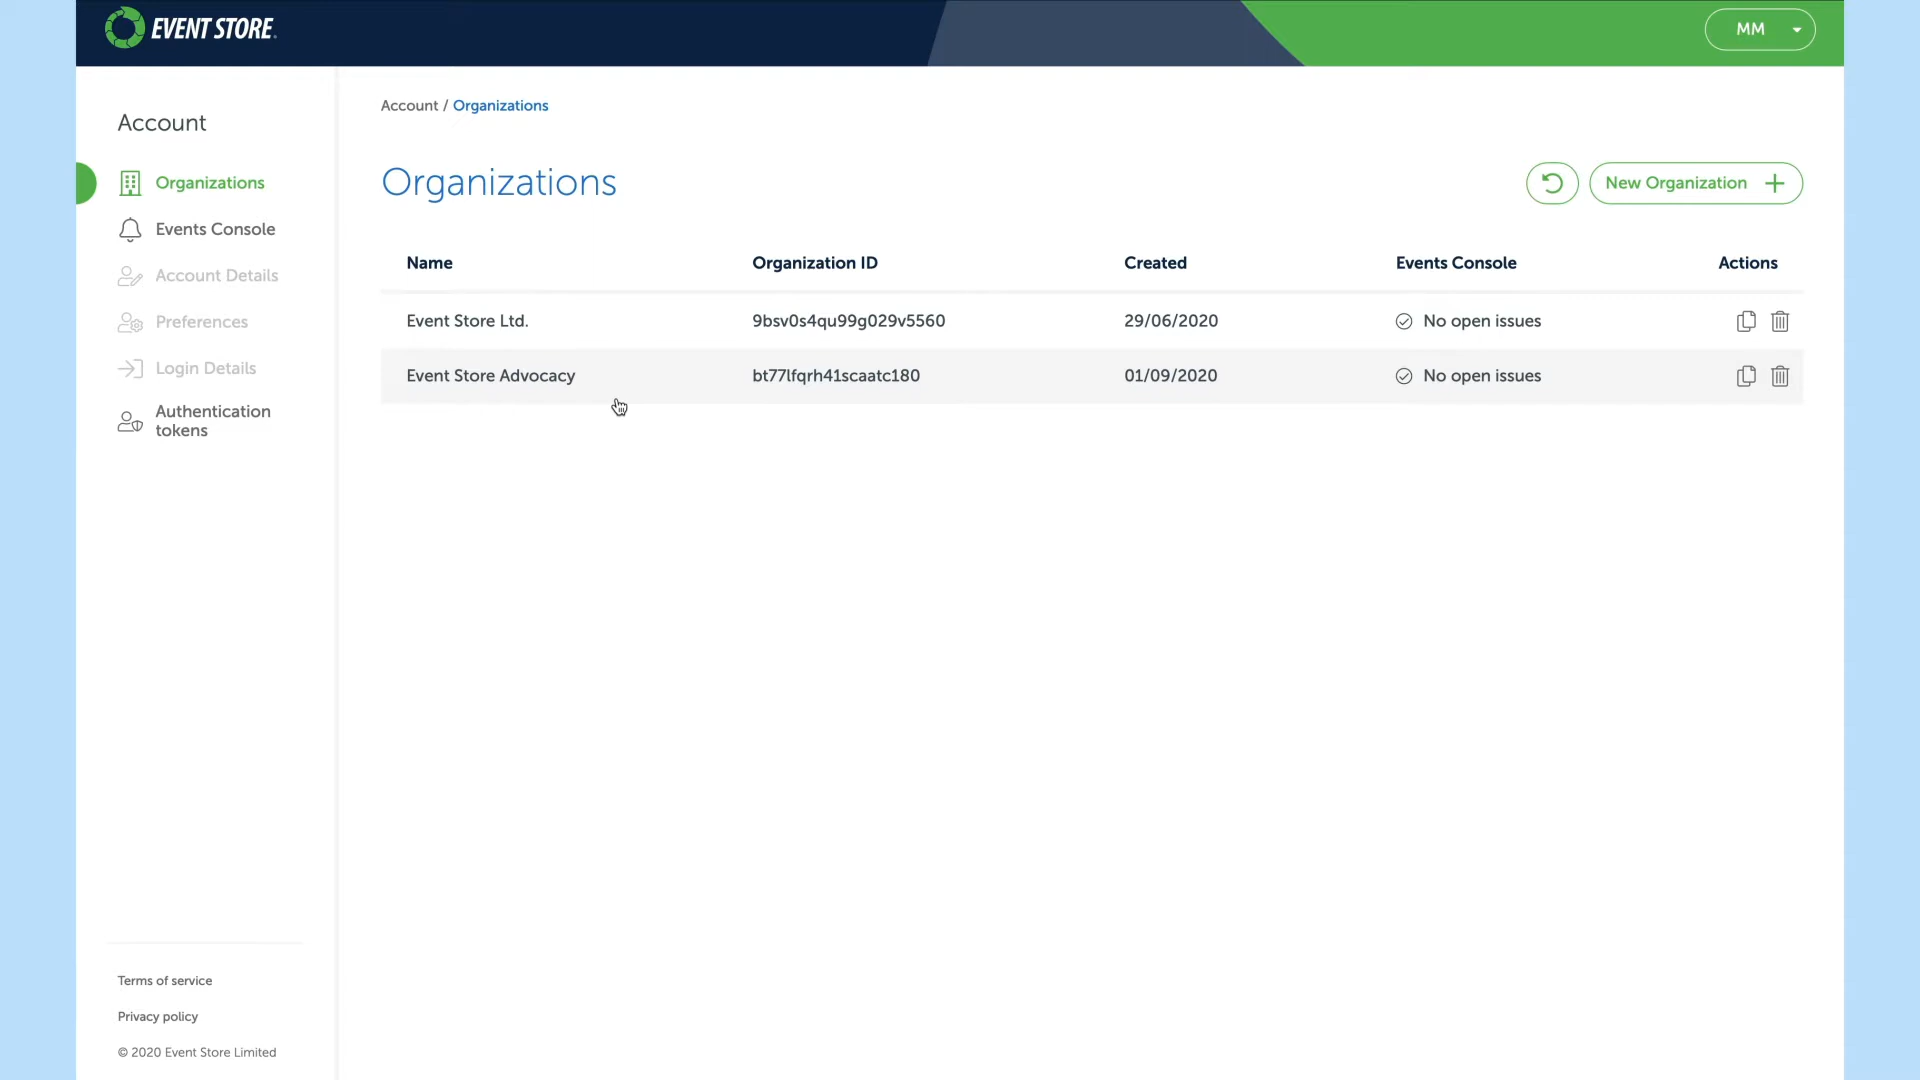 EVENT STORE
MM
Account
Organizations
Events Console
Account Details
Preferences
Login Details
Authentication
tokens
Terms of service
Privacy policy
© 2020 Event Store Limited
Account / Organizations
Organizations
New Organization
Name Organization ID Created Events Console Actions
Event Store Ltd. 9bsv0s4qu99g029v5560 29/06/2020 No open issues
Event Store Advocacy bt77lfqrh41scaatc180 01/09/2020 No open issues